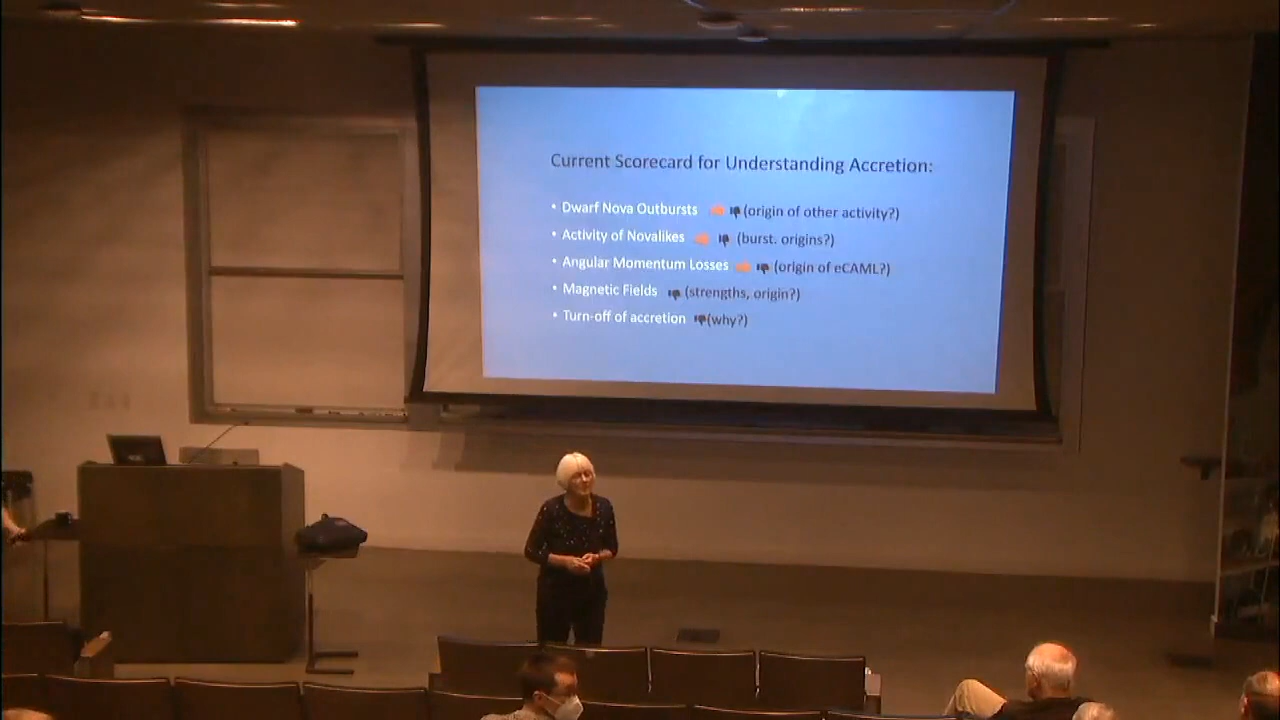 Current Scorecard for Understanding Accretion:
• Dwarf Nova Outbursts (origin of other activity?)
• Activity of Novalikes (burst. origins?)
• Angular Momentum Losses (origin of eCAML?)
• Magnetic Fields (strengths, origin?)
• Turn-off of accretion (why?)